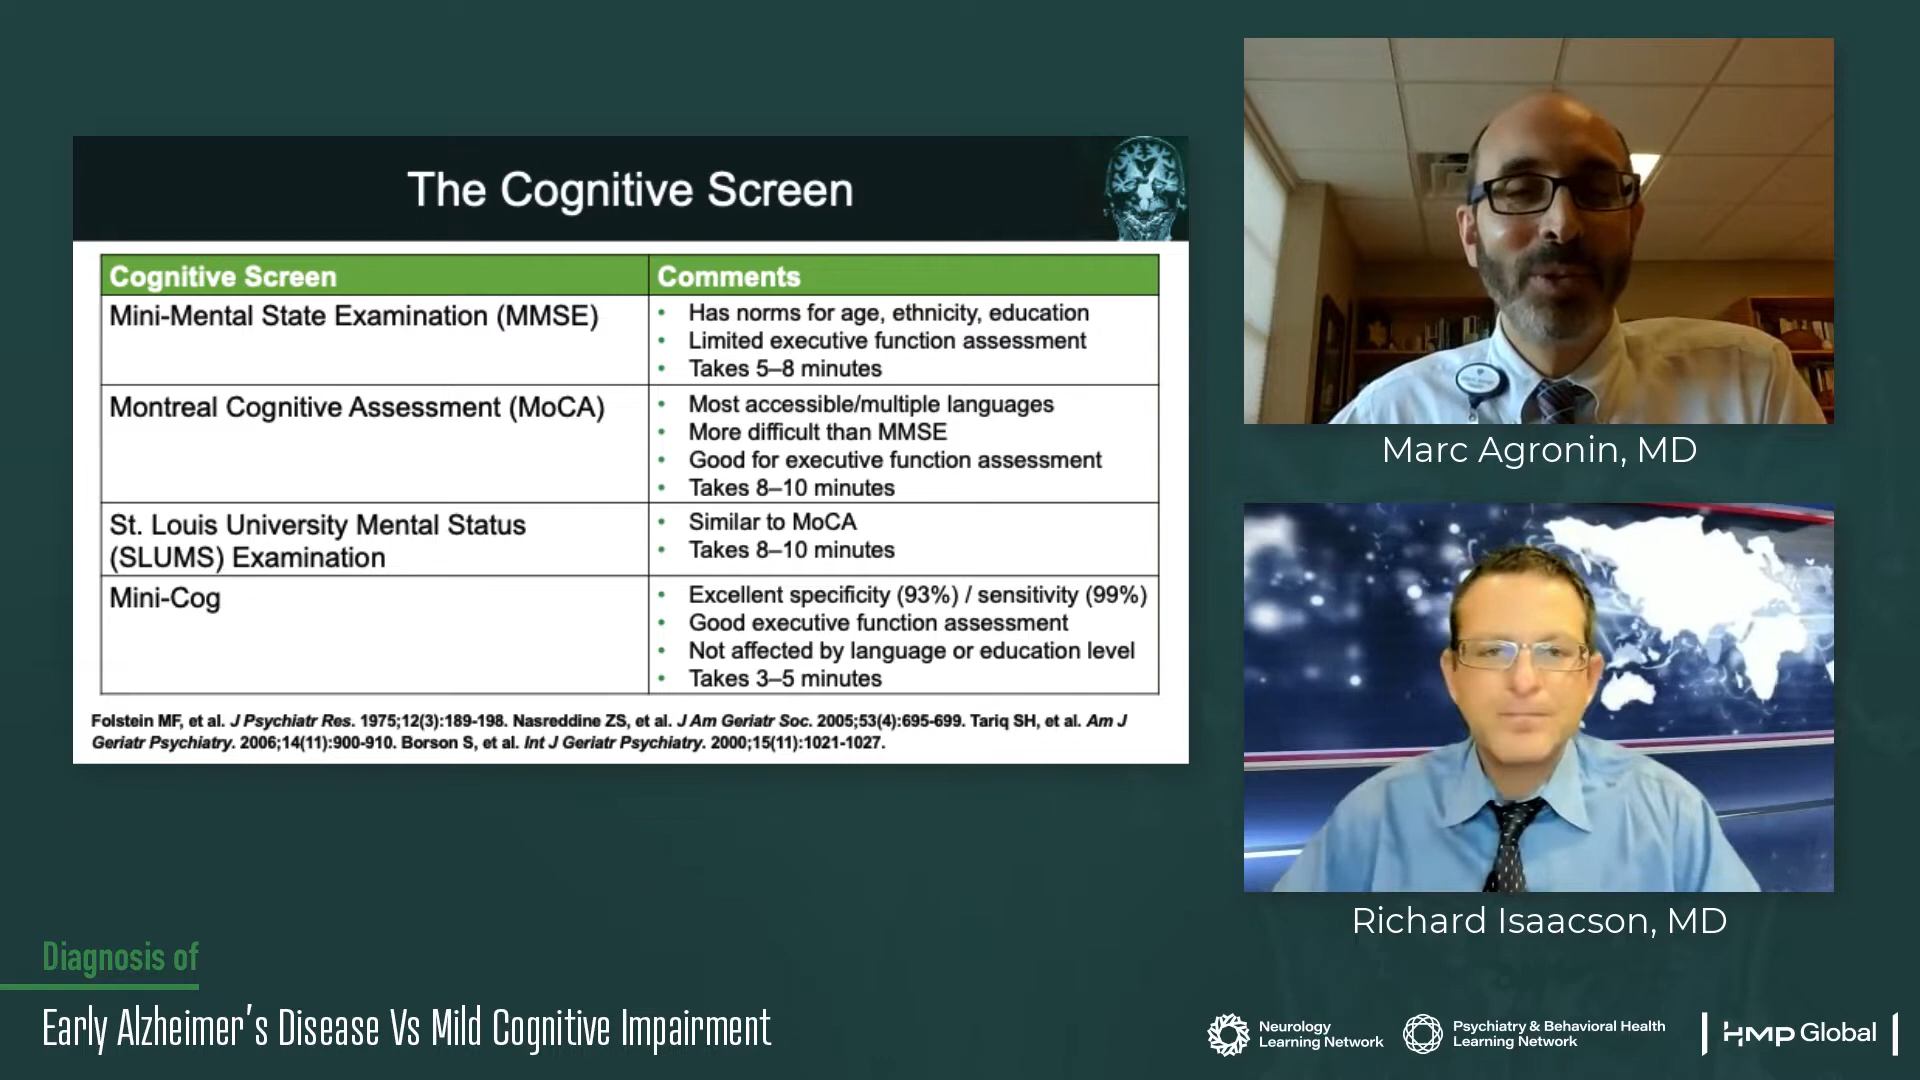 The Cognitive Screen
Cognitive Screen
Comments
Mini-Mental State Examination (MMSE)
• Has norms for age, ethnicity, education
• Limited executive function assessment
• Takes 5–8 minutes
Montreal Cognitive Assessment (MoCA)
• Most accessible/multiple languages
• More difficult than MMSE
• Good for executive function assessment
• Takes 8–10 minutes
St. Louis University Mental Status
(SLUMS) Examination
• Similar to MoCA
• Takes 8–10 minutes
Mini-Cog
• Excellent specificity (93%) / sensitivity (99%)
• Good executive function assessment
• Not affected by language or education level
• Takes 3–5 minutes
Folstein MF, et al. J Psychiatr Res. 1975;12(3):189-198. Nasreddine ZS, et al. J Am Geriatr Soc. 2005;53(4):695-699. Tariq SH, et al. Am J
Geriatr Psychiatry. 2006;14(11):900-910. Borson S, et al. Int J Geriatr Psychiatry. 2000;15(11):1021-1027.
Marc Agronin, MD
Richard Isaacson, MD
Diagnosis of
Early Alzheimer's Disease Vs Mild Cognitive Impairment
Neurology
Learning Network
Psychiatry & Behavioral Health
Learning Network
HMP Global